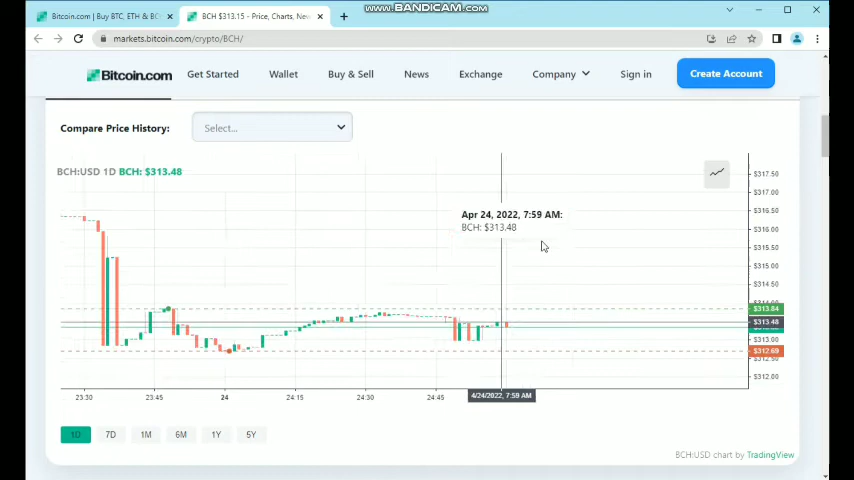 WWW.BANDICAM.COM
Bitcoin.com | Buy BTC, ETH & BC
BCH $313.15 - Price, Charts, Nev
markets.bitcoin.com/crypto/BCH/
Bitcoin.com
Get Started
Wallet
Buy & Sell
News
Exchange
Company
Sign in
Create Account
Compare Price History:
Select...
BCH:USD 1D BCH: $313.48
Apr 24, 2022, 7:59 AM:
BCH: $313.48
$317.50
$317.00
$316.50
$316.00
$315.50
$315.00
$314.50
$313.84
$313.48
$313.00
$312.69
$312.00
23:30
23:45
24
24:15
24:30
24:45
4/24/2022, 7:59 AM
1D
7D
1M
6M
1Y
5Y
BCH:USD chart by TradingView